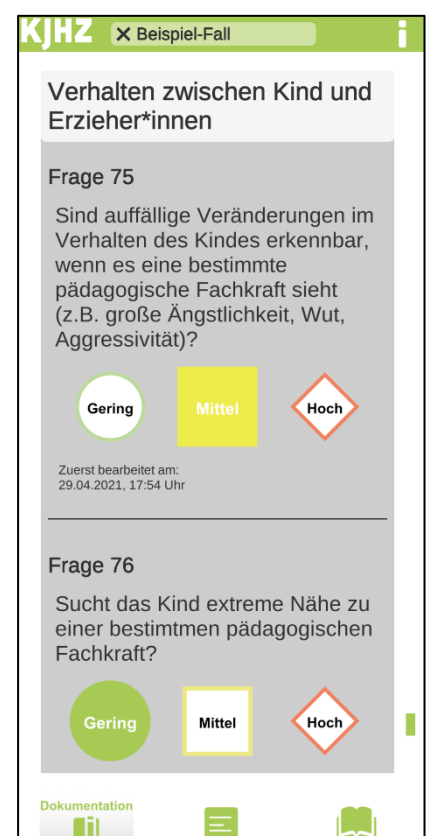 KJHZ
X Beispiel-Fall
i
Verhalten zwischen Kind und
Erzieher*innen
Frage 75
Sind auffällige Veränderungen im
Verhalten des Kindes erkennbar,
wenn es eine bestimmte
pädagogische Fachkraft sieht
(z.B. große Ängstlichkeit, Wut,
Aggressivität)?
Gering Mittel Hoch
Zuerst bearbeitet am:
29.04.2021, 17:54 Uhr
Frage 76
Sucht das Kind extreme Nähe zu
einer bestimtmen pädagogischen
Fachkraft?
Gering Mittel Hoch
Dokumentation